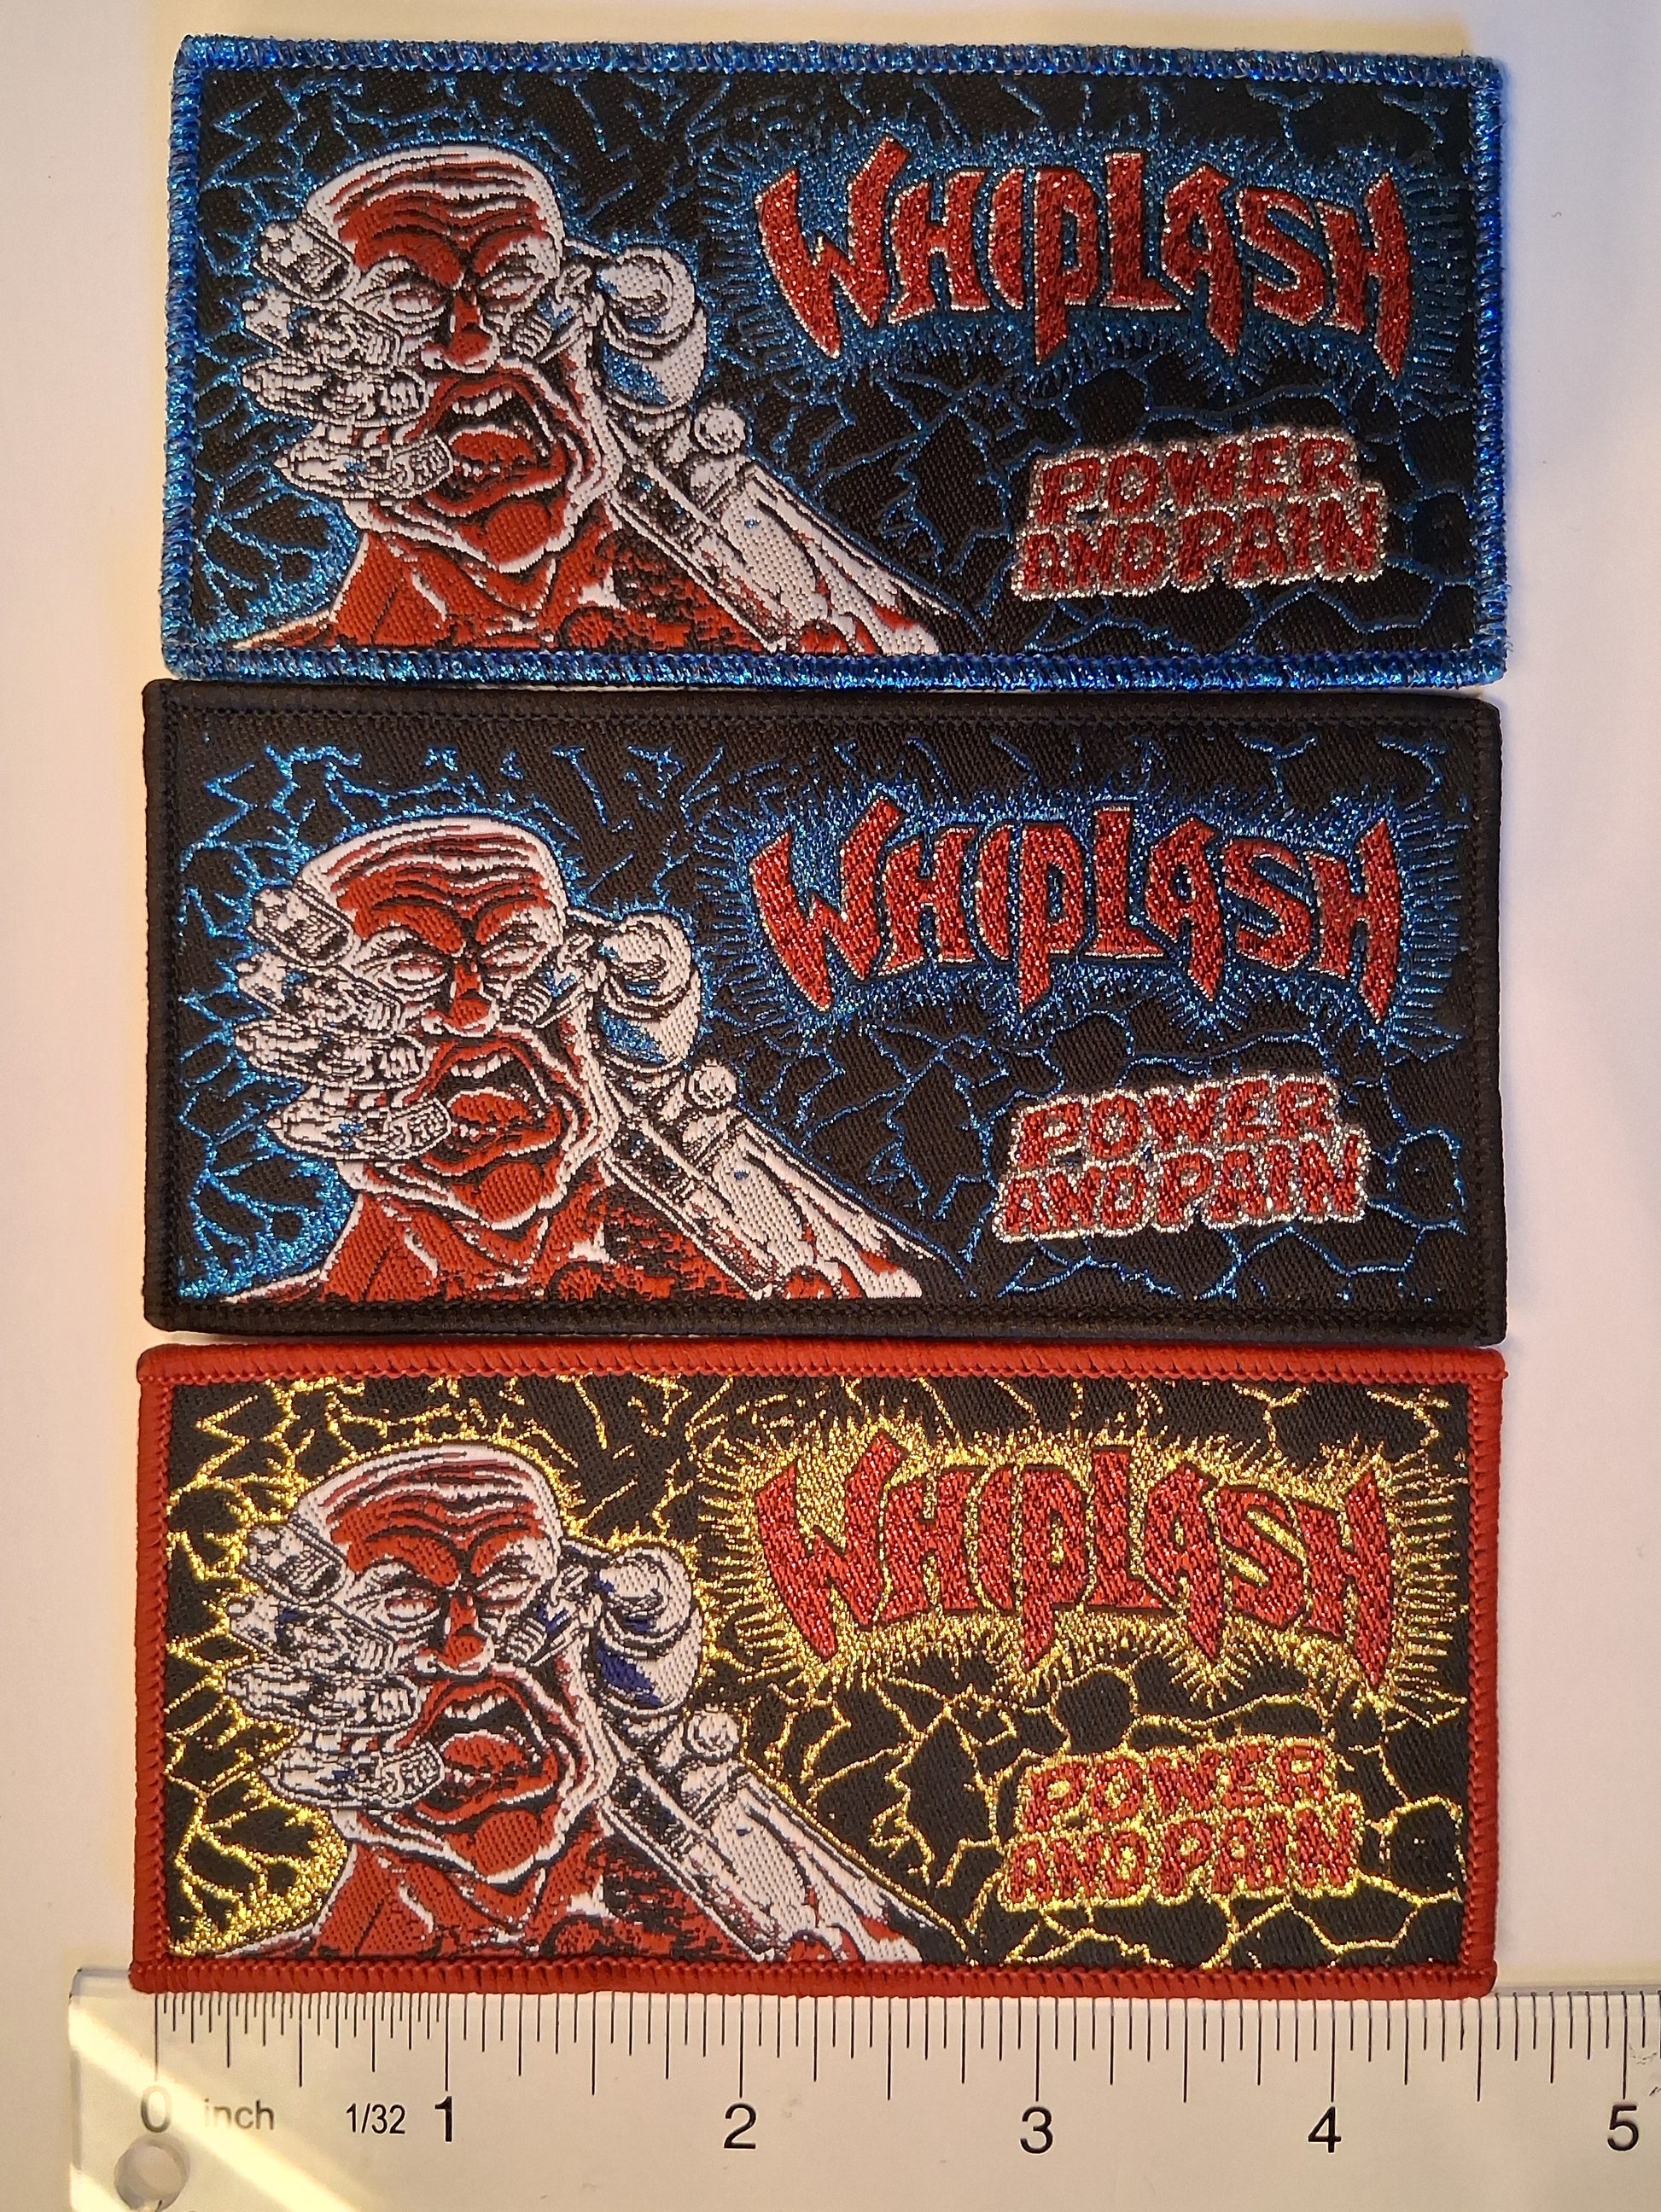 WHIPLASH
POWER
AND PAIN
WHIPLASH
POWER
AND PAIN
WHIPLASH
POWER
AND PAIN
0 inch 1/32 1 2 3 4 5